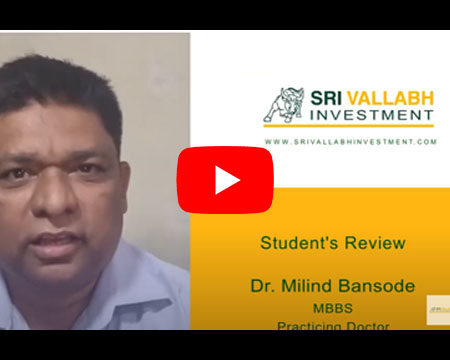 SRI VALLABH
INVESTMENT
WWW.SRIVALLABHINVESTMENT.COM
Student's Review
Dr. Milind Bansode
MBBS
Practicing Doctor